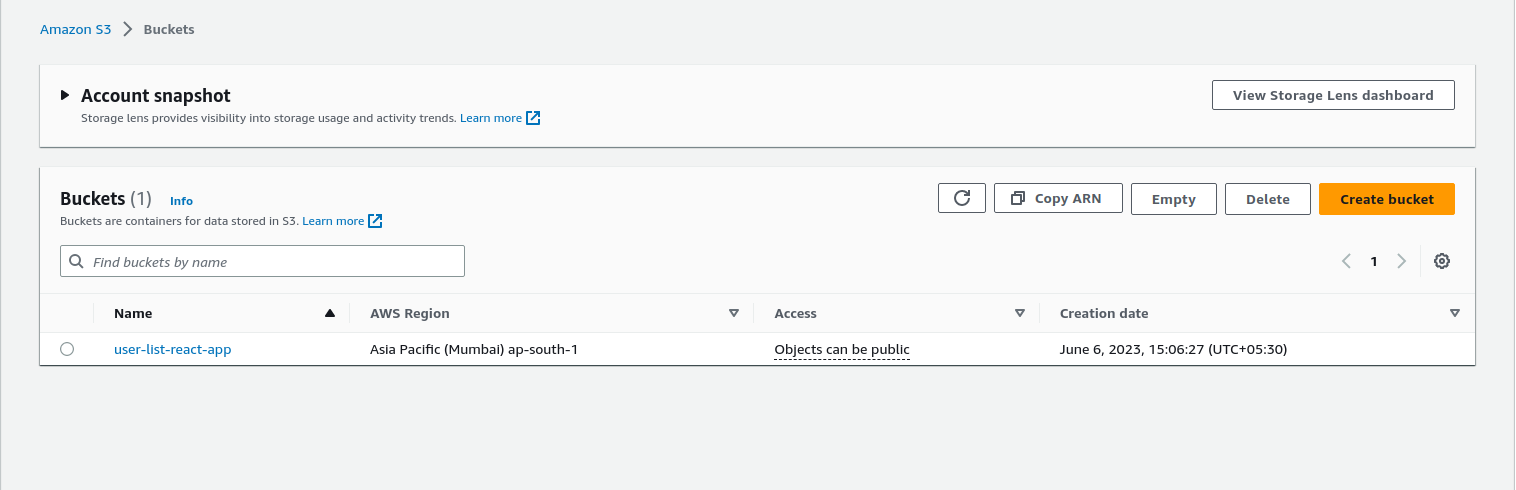 Amazon S3 > Buckets
Account snapshot
View Storage Lens dashboard
Storage lens provides visibility into storage usage and activity trends. Learn more
Buckets (1) Info
Copy ARN Empty Delete Create bucket
Buckets are containers for data stored in S3. Learn more
Find buckets by name
1
Name AWS Region Access Creation date
user-list-react-app Asia Pacific (Mumbai) ap-south-1 Objects can be public June 6, 2023, 15:06:27 (UTC+05:30)